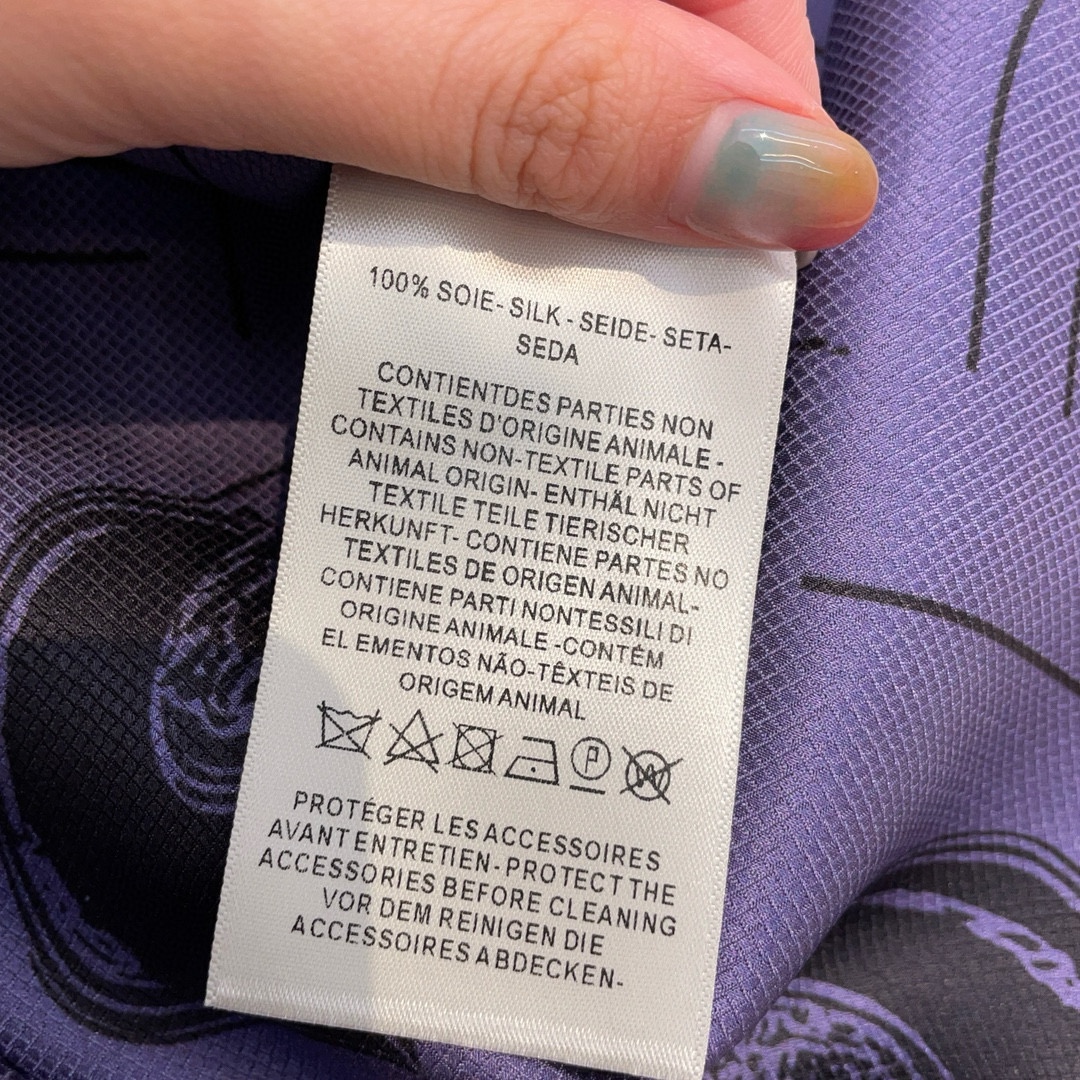 100% SOIE- SILK - SEIDE- SETA-
SEDA
CONTIENTDES PARTIES NON
TEXTILES D'ORIGINE ANIMALE -
CONTAINS NON-TEXTILE PARTS OF
ANIMAL ORIGIN- ENTHÄL NICHT
TEXTILE TEILE TIERISCHER
HERKUNFT- CONTIENE PARTES NO
TEXTILES DE ORIGEN ANIMAL-
CONTIENE PARTI NONTESSILI DI
ORIGINE ANIMALE -CONTÉM
EL EMENTOS NÃO-TÊXTEIS DE
ORIGEM ANIMAL
P W
PROTÉGER LES ACCESSOIRES
AVANT ENTRETIEN-PROTECT THE
ACCESSORIES BEFORE CLEANING
VOR DEM REINIGEN DIE
ACCESSOIRES ABDECKEN-